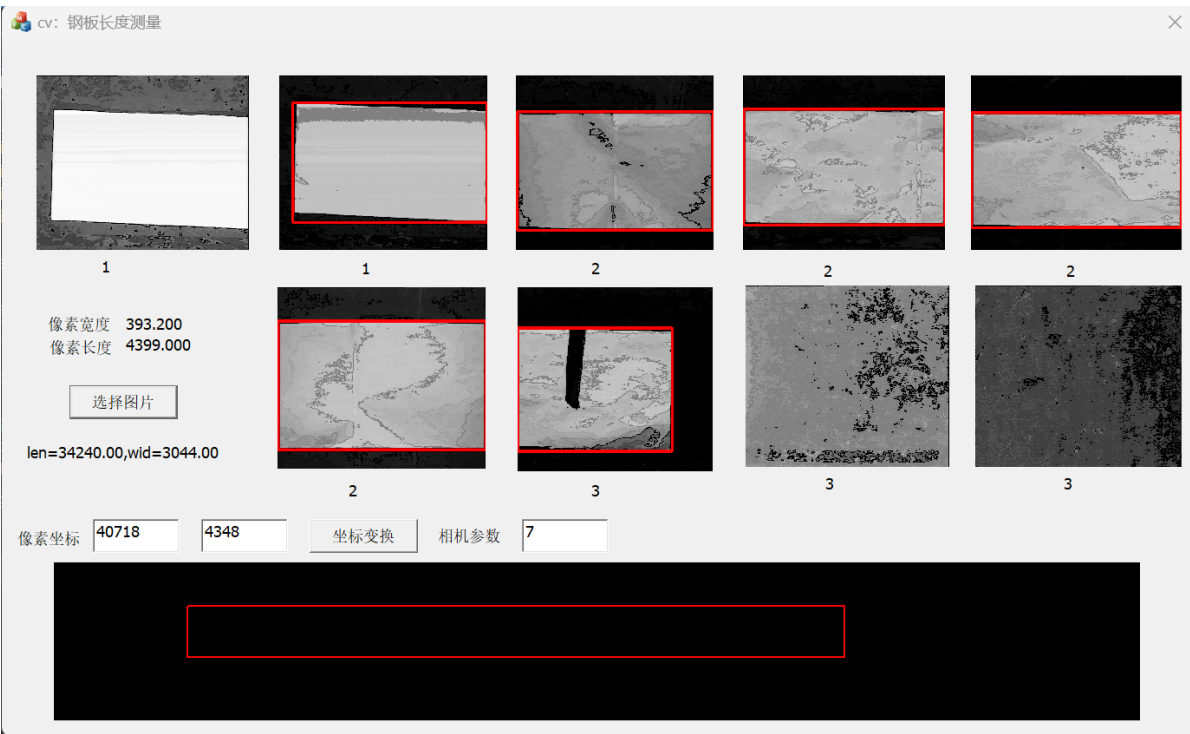 cv: 钢板长度测量
1 1 2 2 2
像素宽度 393.200
像素长度 4399.000
选择图片
len=34240.00,wid=3044.00
2 3 3 3
像素坐标 40718 4348 坐标变换 相机参数 7